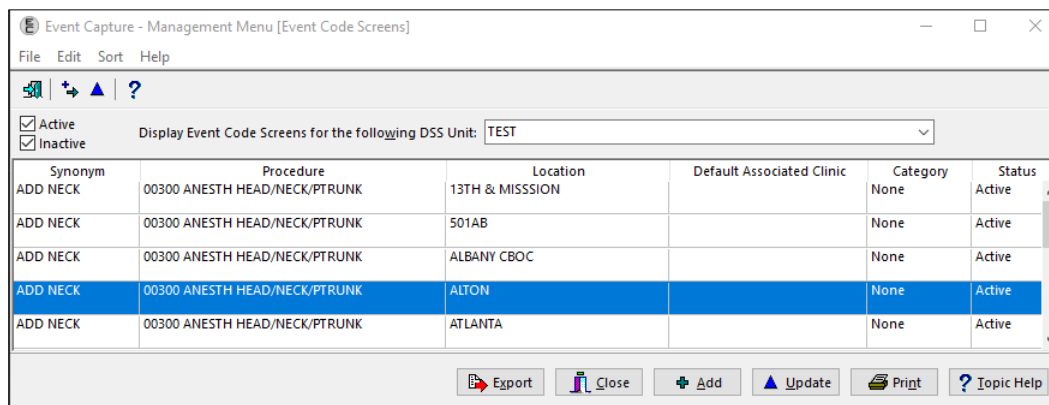 Event Capture - Management Menu [Event Code Screens]
File Edit Sort Help
?
Active
Inactive
Display Event Code Screens for the following DSS Unit: TEST
Synonym Procedure Location Default Associated Clinic Category Status
ADD NECK 00300 ANESTH HEAD/NECK/PTRUNK 13TH & MISSSION None Active
ADD NECK 00300 ANESTH HEAD/NECK/PTRUNK 501AB None Active
ADD NECK 00300 ANESTH HEAD/NECK/PTRUNK ALBANY CBOC None Active
ADD NECK 00300 ANESTH HEAD/NECK/PTRUNK ALTON None Active
ADD NECK 00300 ANESTH HEAD/NECK/PTRUNK ATLANTA None Active
Export Close Add Update Print ? Topic Help